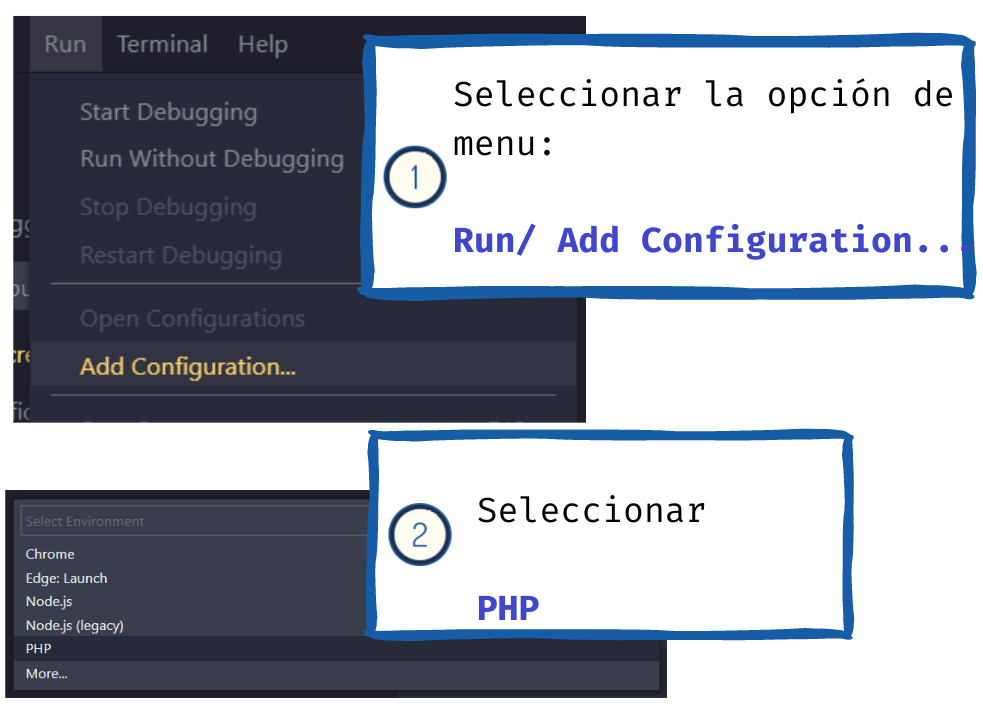 Run Terminal Help
Start Debugging
Run Without Debugging
Stop Debugging
Restart Debugging
Open Configurations
Add Configuration...
1
Seleccionar la opción de
menu:
Run/ Add Configuration...
Select Environment
Chrome
Edge: Launch
Node.js
Node.js (legacy)
PHP
More...
2
Seleccionar
PHP